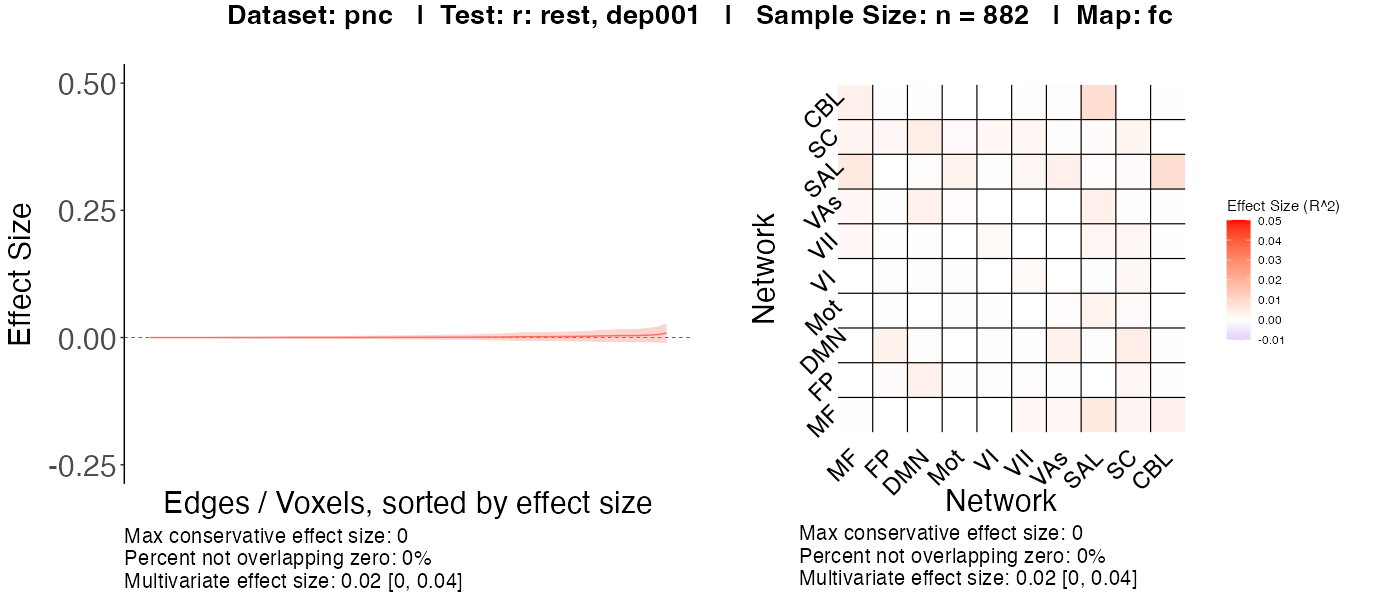 Dataset: pnc | Test: r: rest, dep001 | Sample Size: n = 882 | Map: fc
Effect Size
0.50
0.25
0.00
-0.25
Edges / Voxels, sorted by effect size
Max conservative effect size: 0
Percent not overlapping zero: 0%
Multivariate effect size: 0.02 [0, 0.04]
Network
CBL
SC
SAL
VAs
VII
VI
Mot
DMN
FP
MF
MF
FP
DMN
Mot
VI
VII
VAs
SAL
SC
CBL
Network
Max conservative effect size: 0
Percent not overlapping zero: 0%
Multivariate effect size: 0.02 [0, 0.04]
Effect Size (R^2)
0.05
0.04
0.03
0.02
0.01
0.00
-0.01